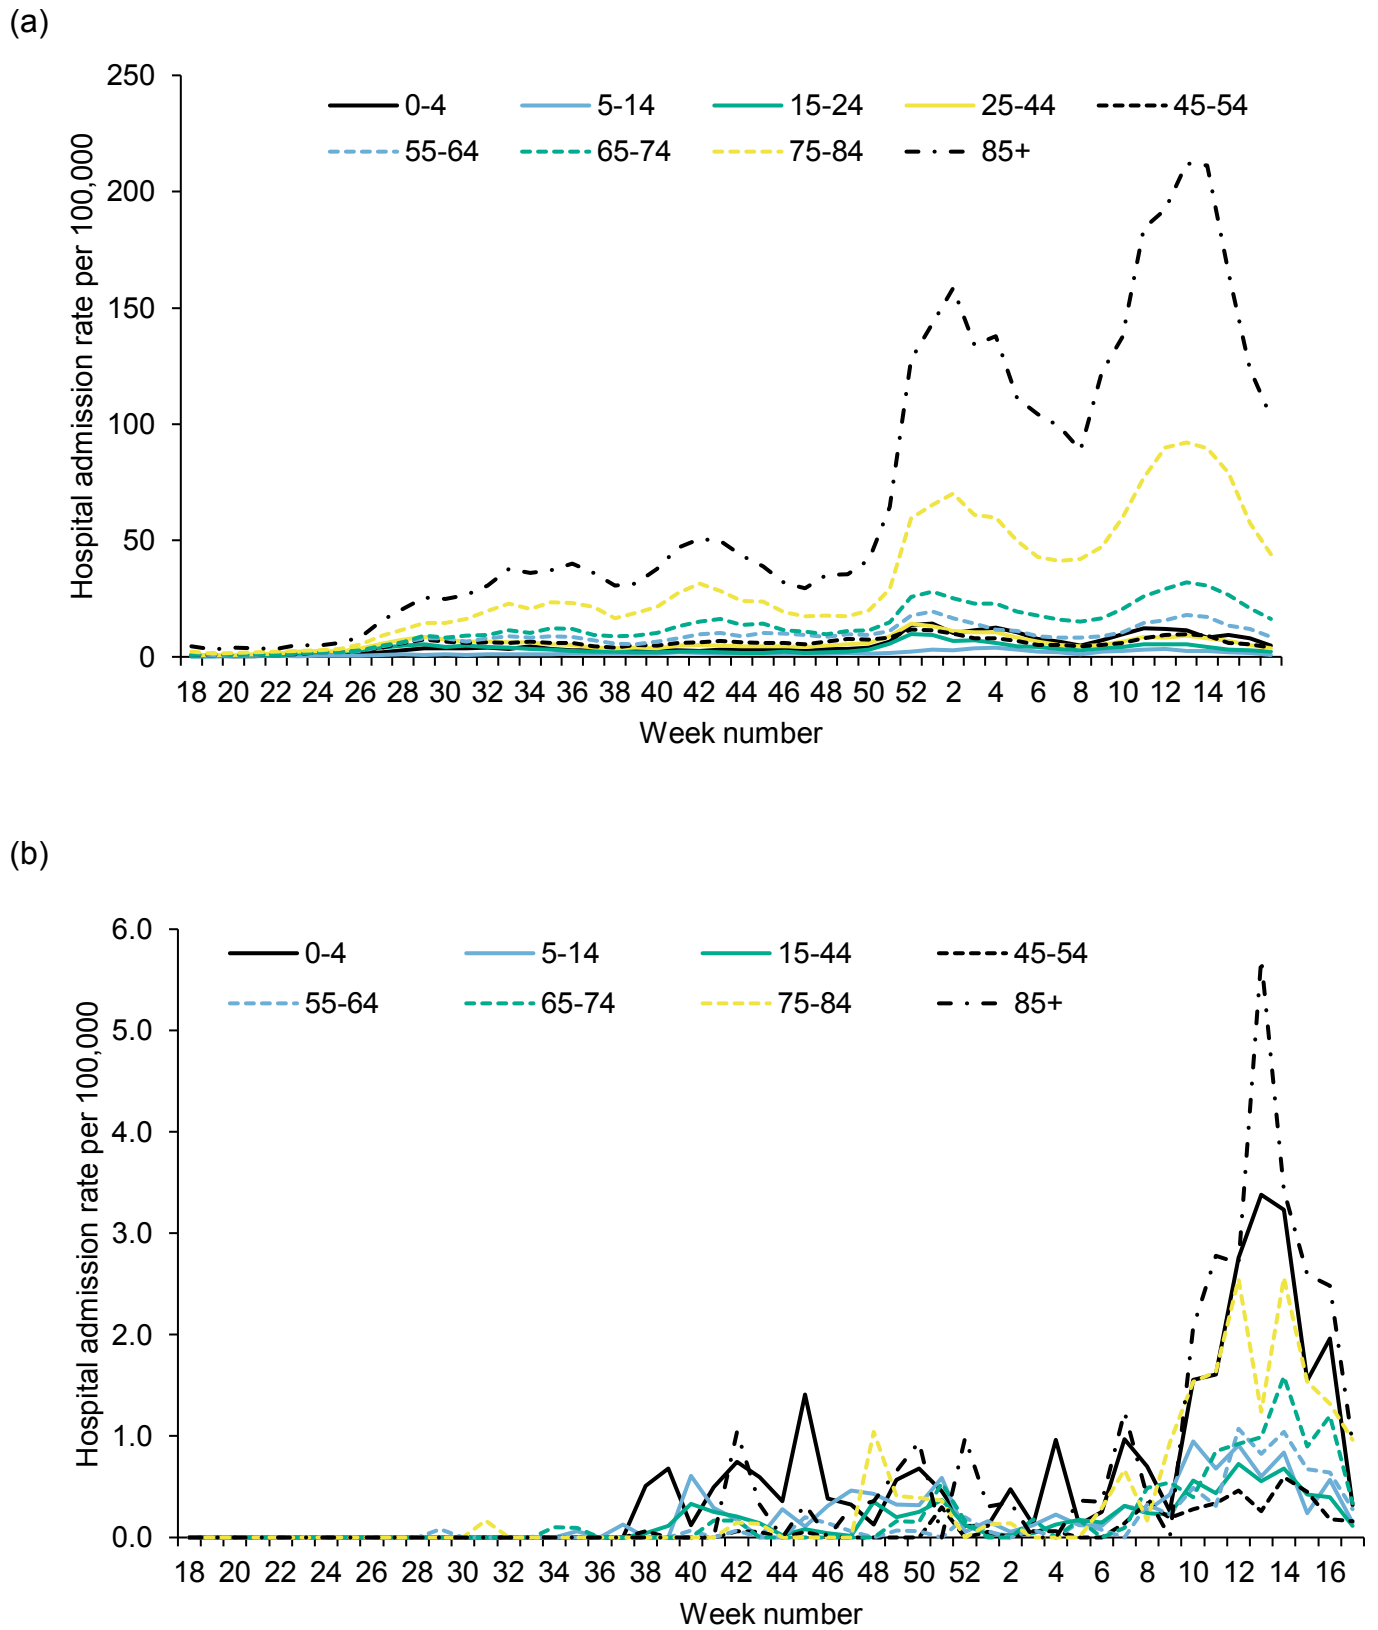 (a)
250
200
150
100
50
0
Hospital admission rate per 100,000
0-4 5-14 15-24 25-44 45-54
55-64 65-74 75-84 85+
18 20 22 24 26 28 30 32 34 36 38 40 42 44 46 48 50 52 2 4 6 8 10 12 14 16
Week number
(b)
6.0
5.0
4.0
3.0
2.0
1.0
0.0
Hospital admission rate per 100,000
0-4 5-14 15-44 45-54
55-64 65-74 75-84 85+
18 20 22 24 26 28 30 32 34 36 38 40 42 44 46 48 50 52 2 4 6 8 10 12 14 16
Week number